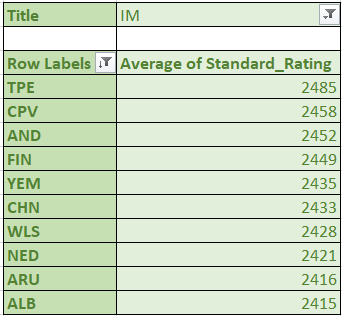 Title IM
Row Labels Average of Standard_Rating
TPE 2485
CPV 2458
AND 2452
FIN 2449
YEM 2435
CHN 2433
WLS 2428
NED 2421
ARU 2416
ALB 2415